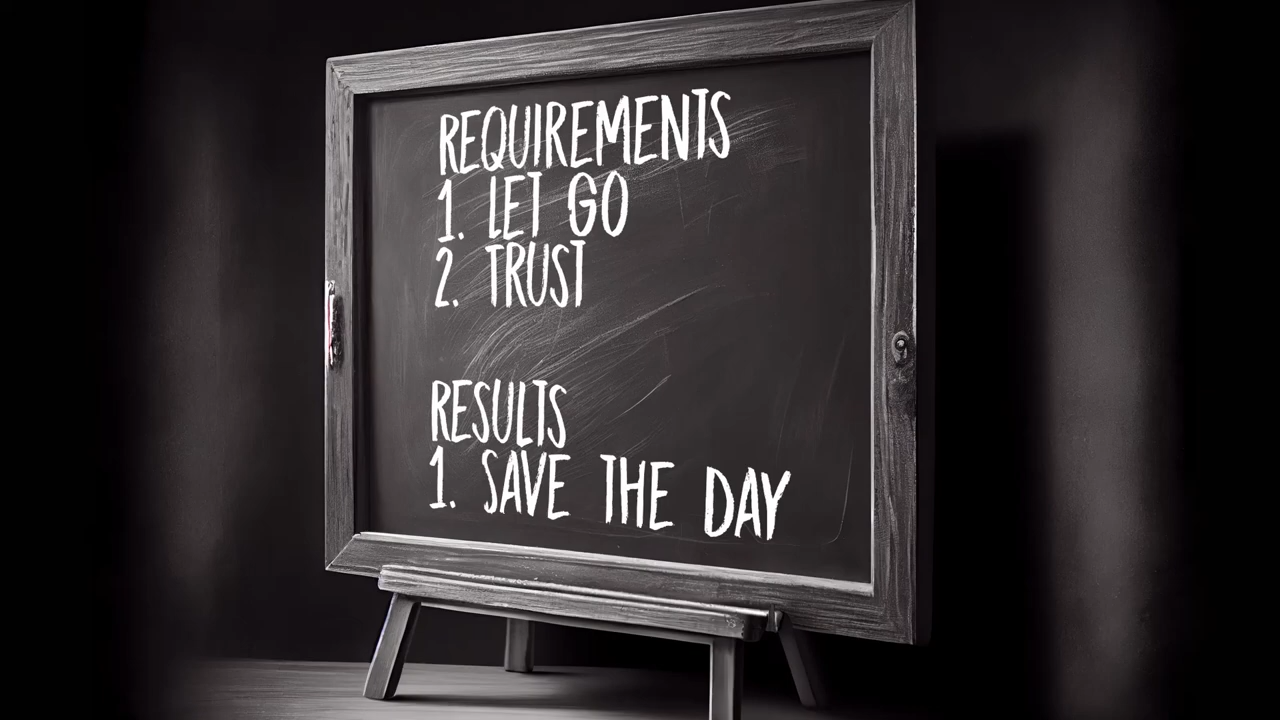 REQUIREMENTS
1. LET GO
2. TRUST
RESULTS
1. SAVE THE DAY